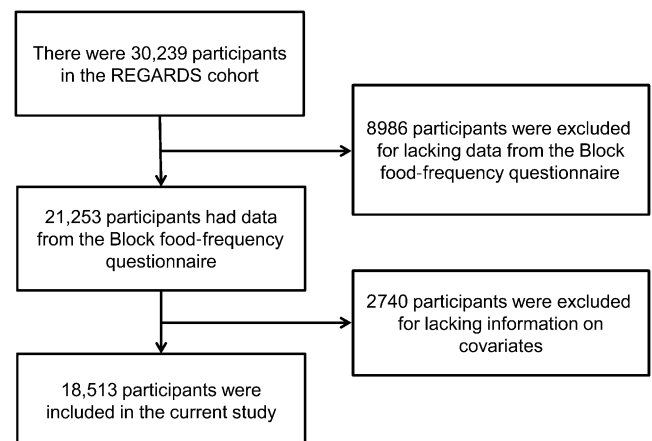 There were 30,239 participants
in the REGARDS cohort
8986 participants were excluded
for lacking data from the Block
food-frequency questionnaire
21,253 participants had data
from the Block food-frequency
questionnaire
2740 participants were excluded
for lacking information on
covariates
18,513 participants were
included in the current study